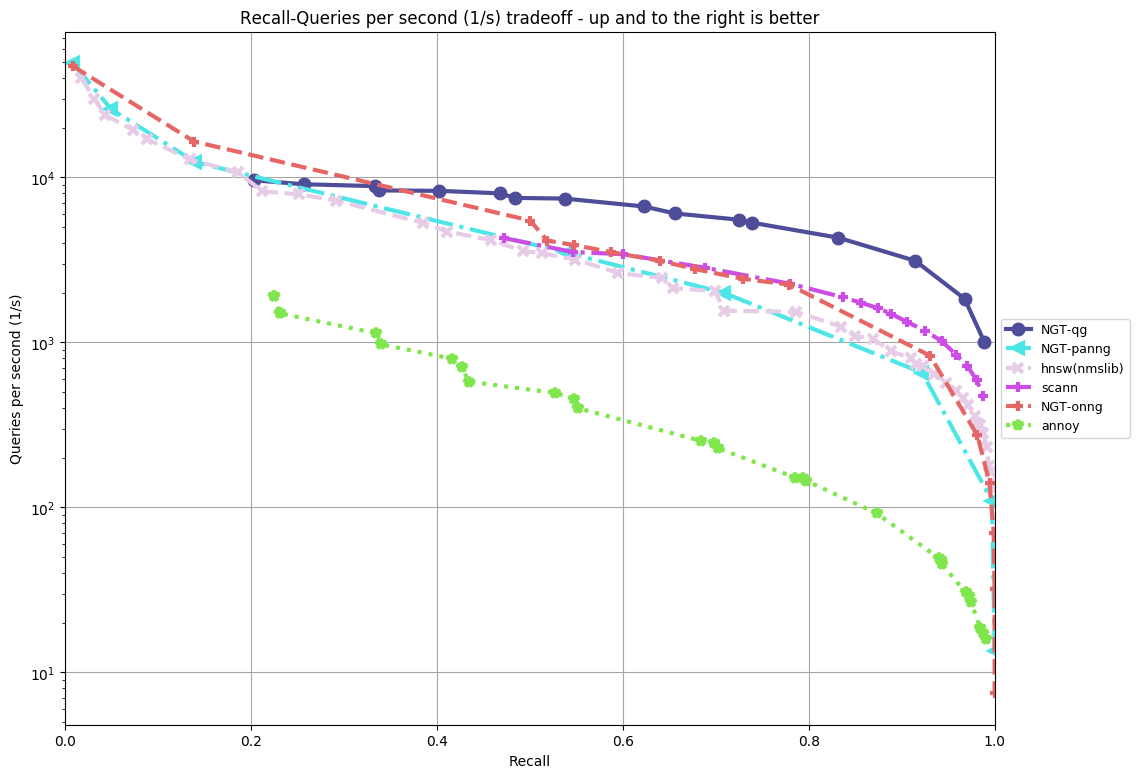 Recall-Queries per second (1/s) tradeoff - up and to the right is better
Queries per second (1/s)
10^4
10^3
10^2
10^1
0.0 0.2 0.4 0.6 0.8 1.0
Recall
NGT-qg
NGT-panng
hnsw(nmslib)
scann
NGT-onng
annoy